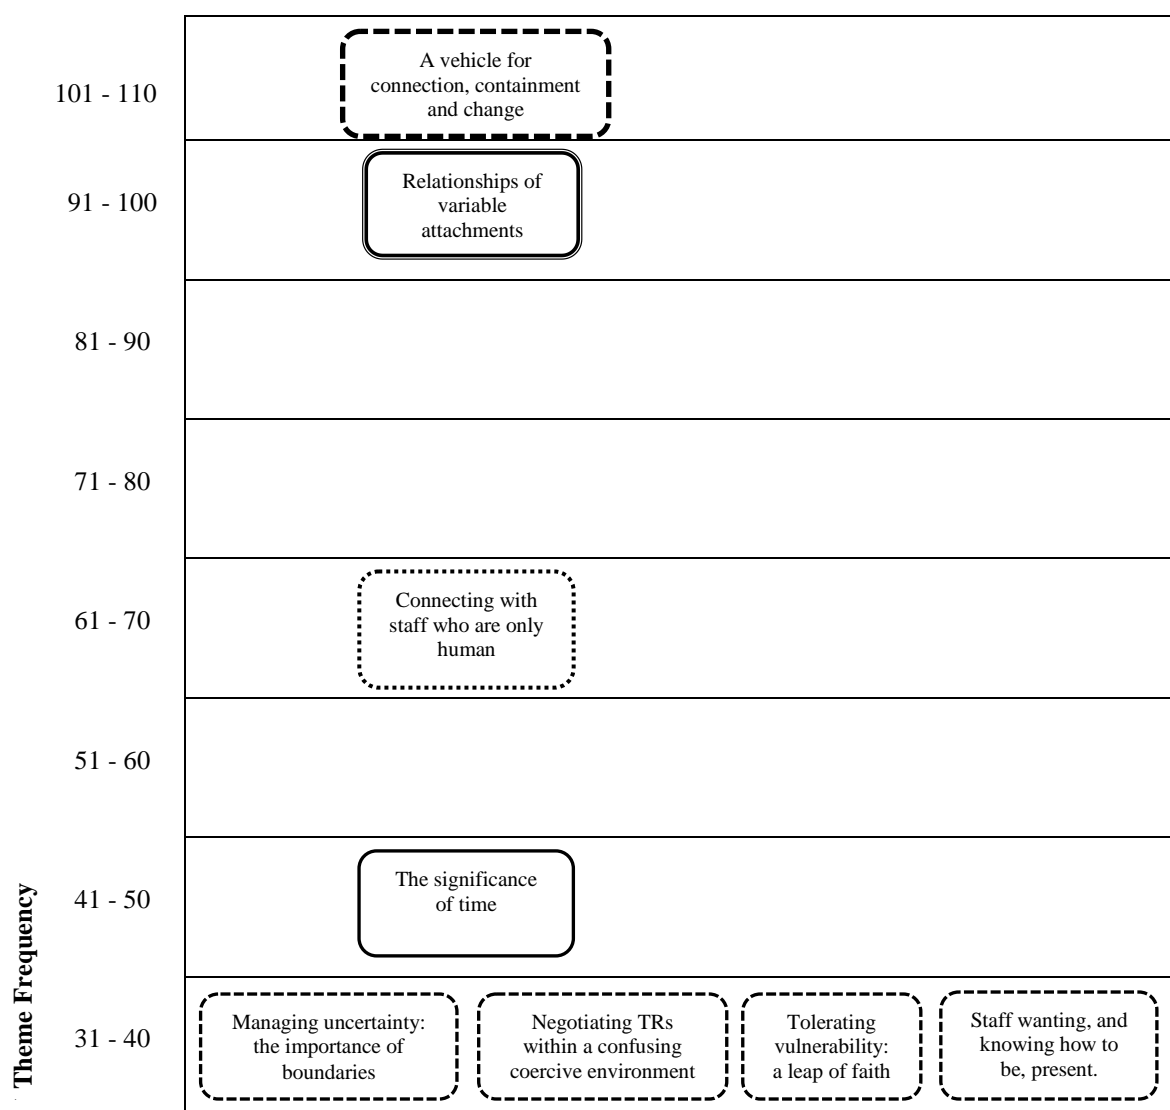 101 - 110
A vehicle for
connection, containment
and change
91 - 100
Relationships of
variable
attachments
81 - 90
71 - 80
61 - 70
Connecting with
staff who are only
human
51 - 60
41 - 50
The significance
of time
Theme Frequency
31 - 40
Managing uncertainty:
the importance of
boundaries
Negotiating TRs
within a confusing
coercive environment
Tolerating
vulnerability:
a leap of faith
Staff wanting, and
knowing how to
be, present.